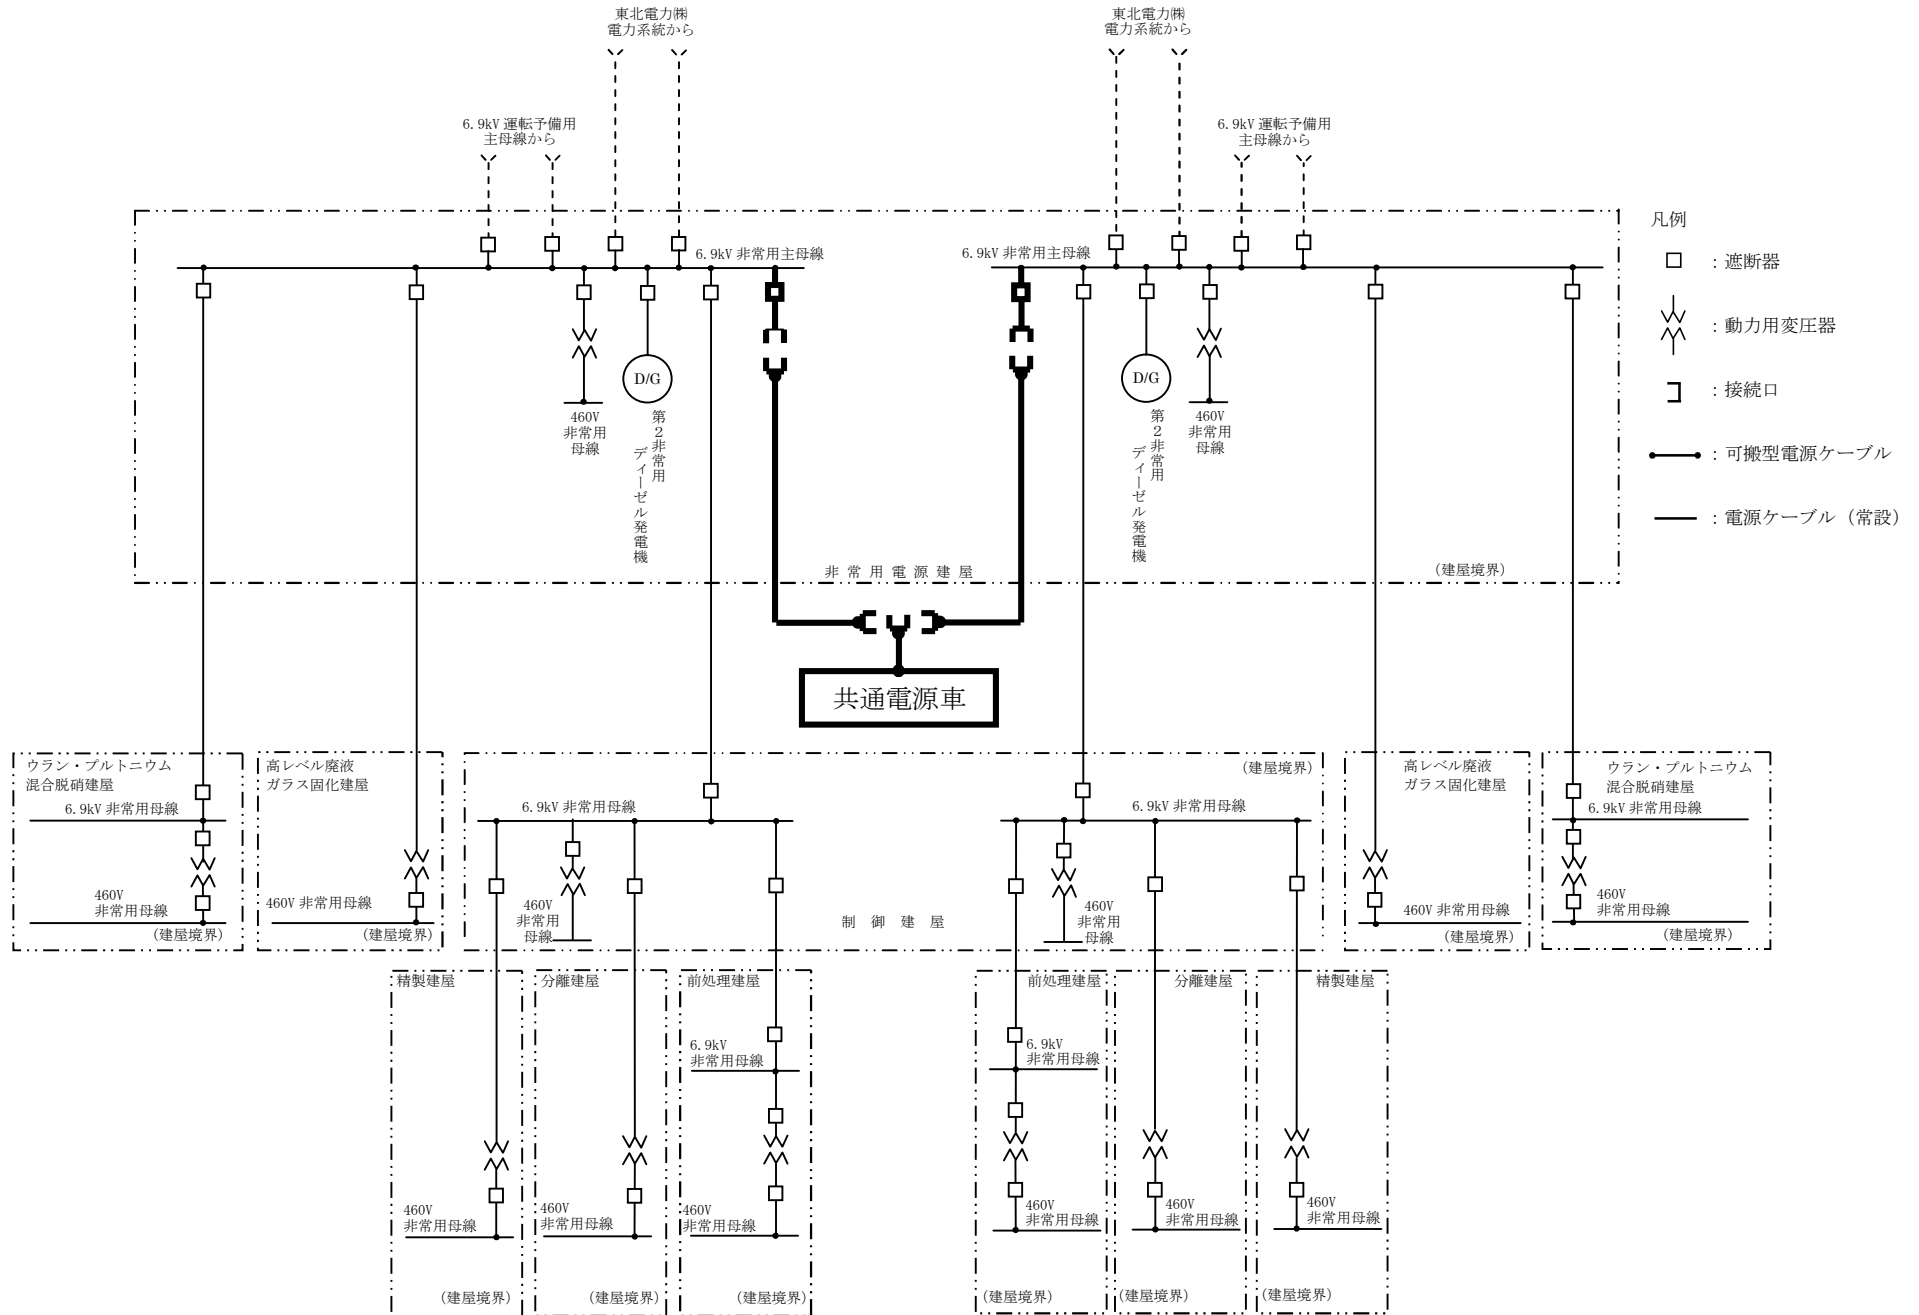 東北電力㈱
電力系統から
東北電力㈱
電力系統から
6.9kV 運転予備用
主母線から
6.9kV 運転予備用
主母線から
6.9kV 非常用主母線
6.9kV 非常用主母線
D/G
460V
非常用
母線
第2非常用
ディーゼル発電機
D/G
第2非常用
ディーゼル発電機
460V
非常用
母線
非常用電源建屋
(建屋境界)
凡例
：遮断器
：動力用変圧器
：接続口
：可搬型電源ケーブル
：電源ケーブル（常設）
共通電源車
ウラン・プルトニウム
混合脱硝建屋
6.9kV 非常用母線
460V
非常用母線
(建屋境界)
高レベル廃液
ガラス固化建屋
460V 非常用母線
(建屋境界)
(建屋境界)
6.9kV 非常用母線
6.9kV 非常用母線
460V
非常用
母線
制御建屋
460V
非常用
母線
高レベル廃液
ガラス固化建屋
460V 非常用母線
(建屋境界)
ウラン・プルトニウム
混合脱硝建屋
6.9kV 非常用母線
460V
非常用母線
(建屋境界)
精製建屋
460V
非常用母線
(建屋境界)
分離建屋
460V
非常用母線
(建屋境界)
前処理建屋
6.9kV
非常用母線
460V
非常用母線
(建屋境界)
前処理建屋
6.9kV
非常用母線
460V
非常用母線
(建屋境界)
分離建屋
460V
非常用母線
(建屋境界)
精製建屋
460V
非常用母線
(建屋境界)